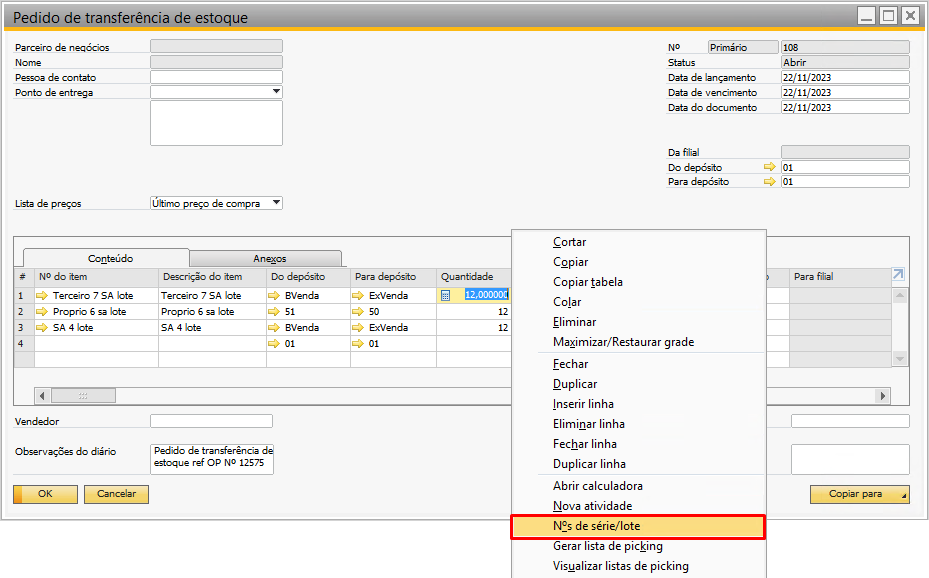 Pedido de transferência de estoque
Parceiro de negócios
Nome
Pessoa de contato
Ponto de entrega
Nº Primário 108
Status Abrir
Data de lançamento 22/11/2023
Data de vencimento 22/11/2023
Data do documento 22/11/2023
Da filial
Do depósito 01
Para depósito 01
Lista de preços Último preço de compra
Conteúdo Anexos
# Nº do item Descrição do item Do depósito Para depósito Quantidade Para filial
1 Terceiro 7 SA lote Terceiro 7 SA lote BVenda ExVenda 12,000000
2 Proprio 6 sa lote Proprio 6 sa lote 51 50 12
3 SA 4 lote SA 4 lote BVenda ExVenda 12
4 01 01
Vendedor
Observações do diário Pedido de transferência de
estoque ref OP Nº 12575
OK Cancelar Copiar para
Cortar
Copiar
Copiar tabela
Colar
Eliminar
Maximizar/Restaurar grade
Fechar
Duplicar
Inserir linha
Eliminar linha
Fechar linha
Duplicar linha
Abrir calculadora
Nova atividade
Nºs de série/lote
Gerar lista de picking
Visualizar listas de picking